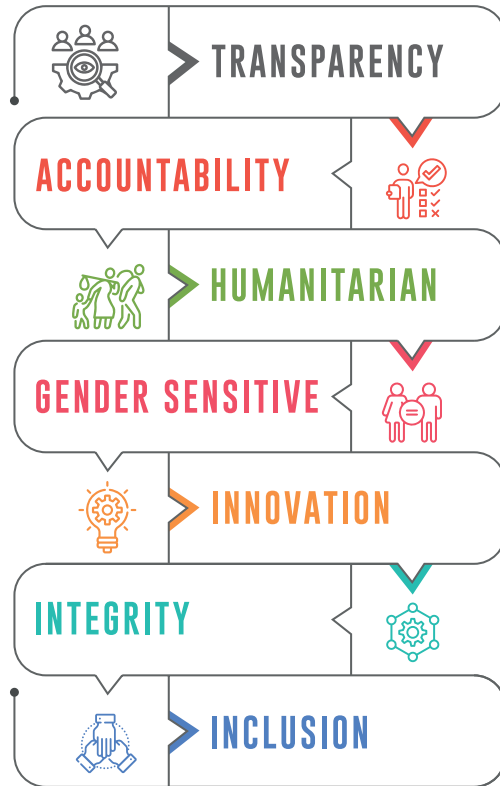 TRANSPARENCY
ACCOUNTABILITY
HUMANITARIAN
GENDER SENSITIVE
INNOVATION
INTEGRITY
INCLUSION